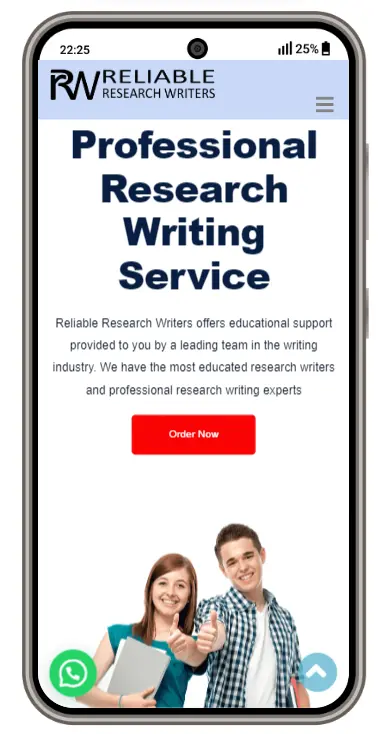 22:25
25%
RW RELIABLE
RESEARCH WRITERS
Professional
Research
Writing
Service
Reliable Research Writers offers educational support
provided to you by a leading team in the writing
industry. We have the most educated research writers
and professional research writing experts
Order Now